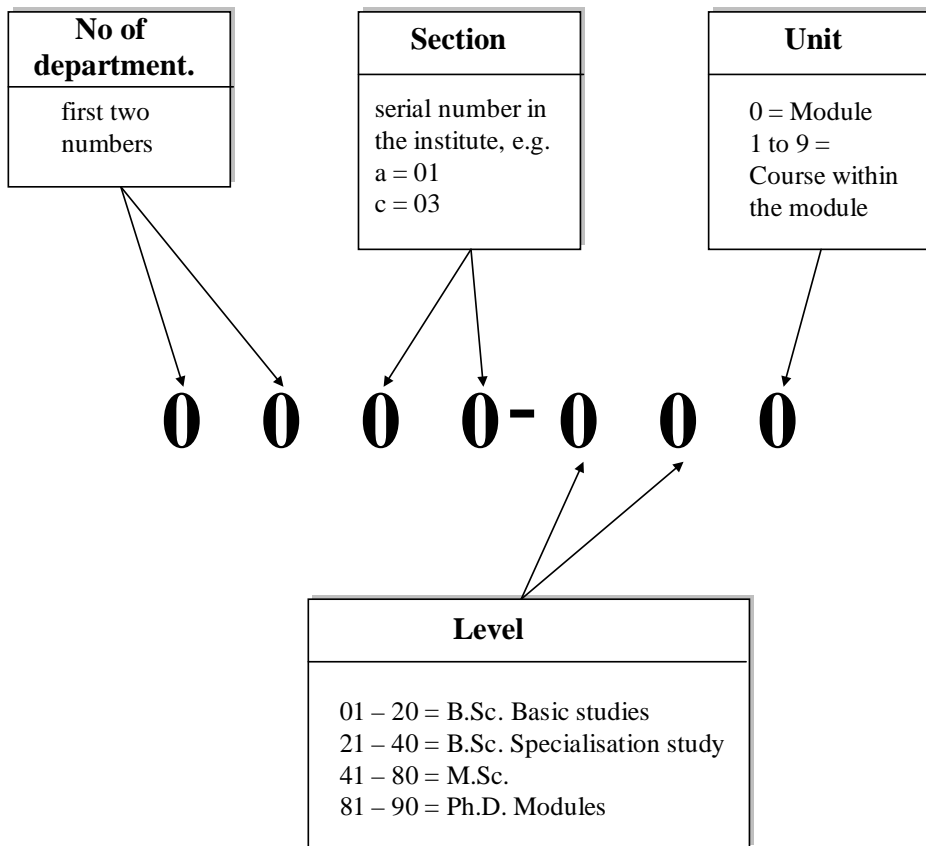 No of
department.
first two
numbers
Section
serial number in
the institute, e.g.
a = 01
c = 03
Unit
0 = Module
1 to 9 =
Course within
the module
0 0 0 0 - 0 0 0
Level
01 – 20 = B.Sc. Basic studies
21 – 40 = B.Sc. Specialisation study
41 – 80 = M.Sc.
81 – 90 = Ph.D. Modules